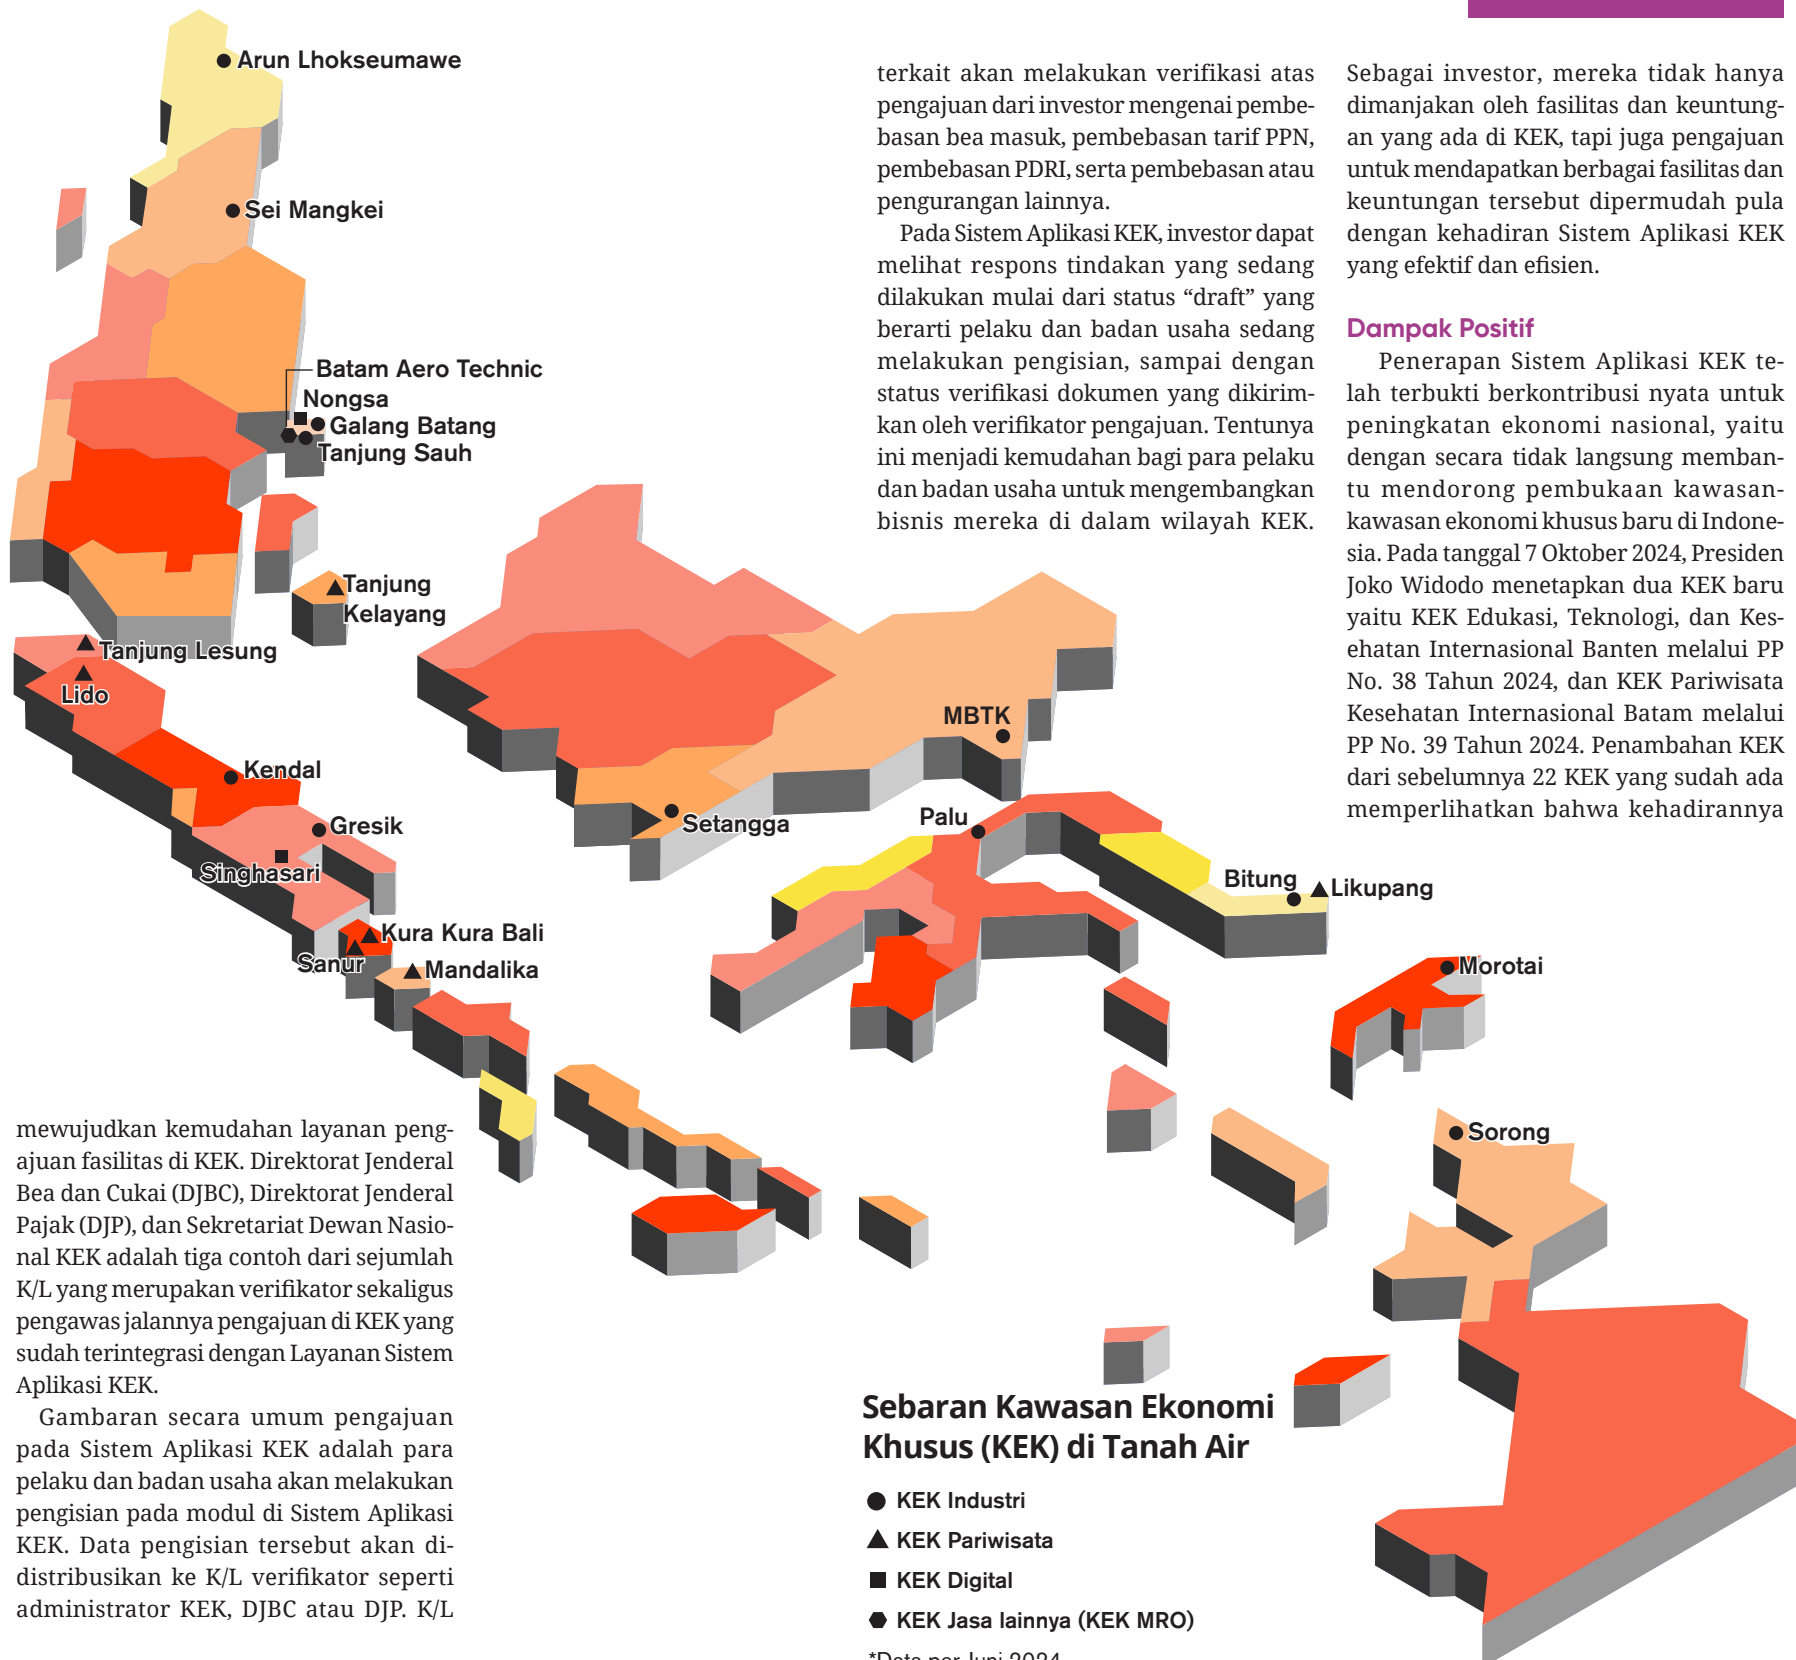 Arun Lhokseumawe
Sei Mangkei
Batam Aero Technic
Nongsa
Galang Batang
Tanjung Sauh
Tanjung
Kelayang
Tanjung Lesung
Lido
Kendal
Gresik
Singhasari
Kura Kura Bali
Sanur
Mandalika
MBTK
Setangga
Palu
Bitung
Likupang
Morotai
Sorong
mewujudkan kemudahan layanan peng-
ajuan fasilitas di KEK. Direktorat Jenderal
Bea dan Cukai (DJBC), Direktorat Jenderal
Pajak (DJP), dan Sekretariat Dewan Nasio-
nal KEK adalah tiga contoh dari sejumlah
K/L yang merupakan verifikator sekaligus
pengawas jalannya pengajuan di KEK yang
sudah terintegrasi dengan Layanan Sistem
Aplikasi KEK.
Gambaran secara umum pengajuan
pada Sistem Aplikasi KEK adalah para
pelaku dan badan usaha akan melakukan
pengisian pada modul di Sistem Aplikasi
KEK. Data pengisian tersebut akan di-
distribusikan ke K/L verifikator seperti
administrator KEK, DJBC atau DJP. K/L
terkait akan melakukan verifikasi atas
pengajuan dari investor mengenai pembe-
basan bea masuk, pembebasan tarif PPN,
pembebasan PDRI, serta pembebasan atau
pengurangan lainnya.
Pada Sistem Aplikasi KEK, investor dapat
melihat respons tindakan yang sedang
dilakukan mulai dari status “draft” yang
berarti pelaku dan badan usaha sedang
melakukan pengisian, sampai dengan
status verifikasi dokumen yang dikirim-
kan oleh verifikator pengajuan. Tentunya
ini menjadi kemudahan bagi para pelaku
dan badan usaha untuk mengembangkan
bisnis mereka di dalam wilayah KEK.
Sebagai investor, mereka tidak hanya
dimanjakan oleh fasilitas dan keuntung-
an yang ada di KEK, tapi juga pengajuan
untuk mendapatkan berbagai fasilitas dan
keuntungan tersebut dipermudah pula
dengan kehadiran Sistem Aplikasi KEK
yang efektif dan efisien.
Dampak Positif
Penerapan Sistem Aplikasi KEK te-
lah terbukti berkontribusi nyata untuk
peningkatan ekonomi nasional, yaitu
dengan secara tidak langsung memban-
tu mendorong pembukaan kawasan-
kawasan ekonomi khusus baru di Indone-
sia. Pada tanggal 7 Oktober 2024, Presiden
Joko Widodo menetapkan dua KEK baru
yaitu KEK Edukasi, Teknologi, dan Kes-
ehatan Internasional Banten melalui PP
No. 38 Tahun 2024, dan KEK Pariwisata
Kesehatan Internasional Batam melalui
PP No. 39 Tahun 2024. Penambahan KEK
dari sebelumnya 22 KEK yang sudah ada
memperlihatkan bahwa kehadirannya
Sebaran Kawasan Ekonomi
Khusus (KEK) di Tanah Air
KEK Industri
KEK Pariwisata
KEK Digital
KEK Jasa lainnya (KEK MRO)
*Data per Juni 2024